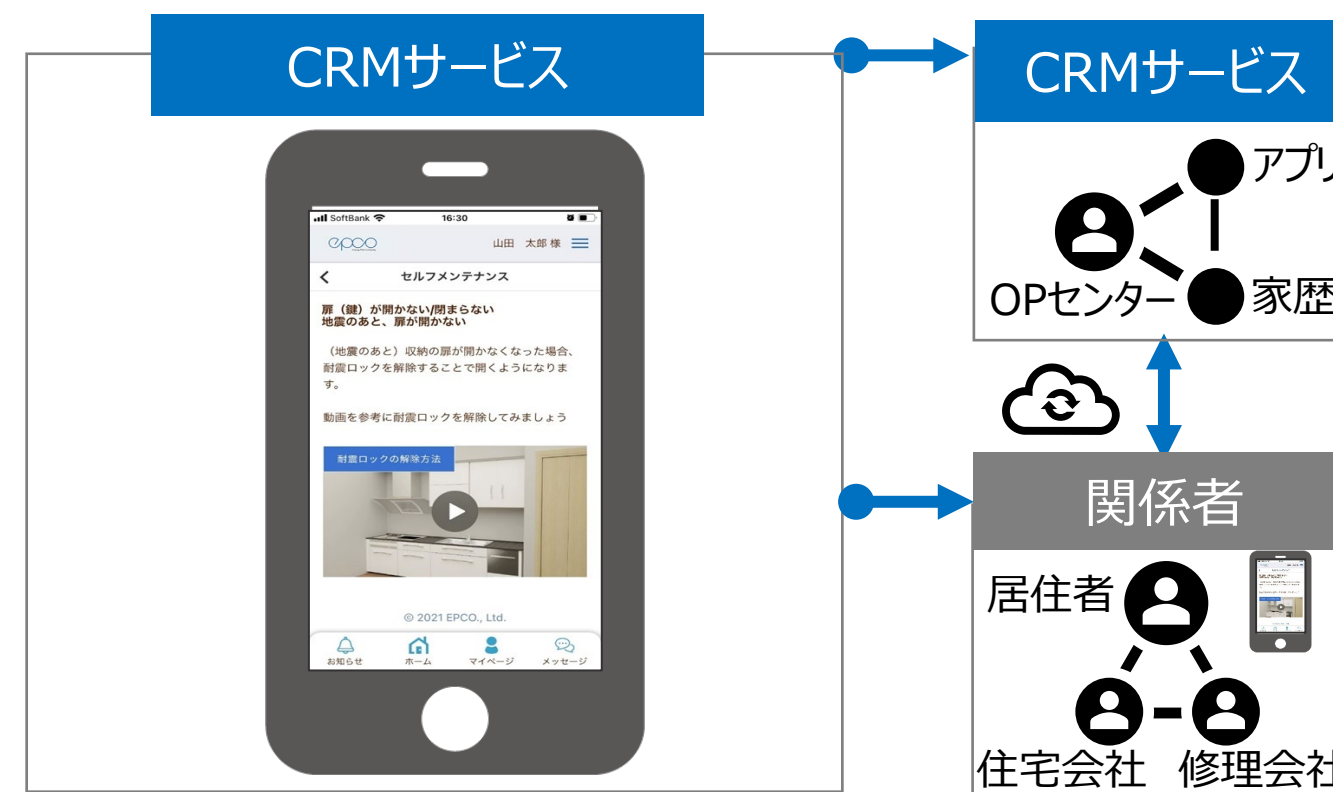 CRMサービス
SoftBank 16:30
epco
山田 太郎 様
セルフメンテナンス
扉（鍵）が開かない/閉まらない
地震のあと、扉が開かない
（地震のあと）収納の扉が開かなくなった場合、
耐震ロックを解除することで開くようになりま
す。
動画を参考に耐震ロックを解除してみましょう
耐震ロックの解除方法
© 2021 EPCO., Ltd.
お知らせ ホーム マイページ メッセージ
CRMサービス
アプリ
OPセンター
家歴
関係者
居住者
住宅会社 修理会社